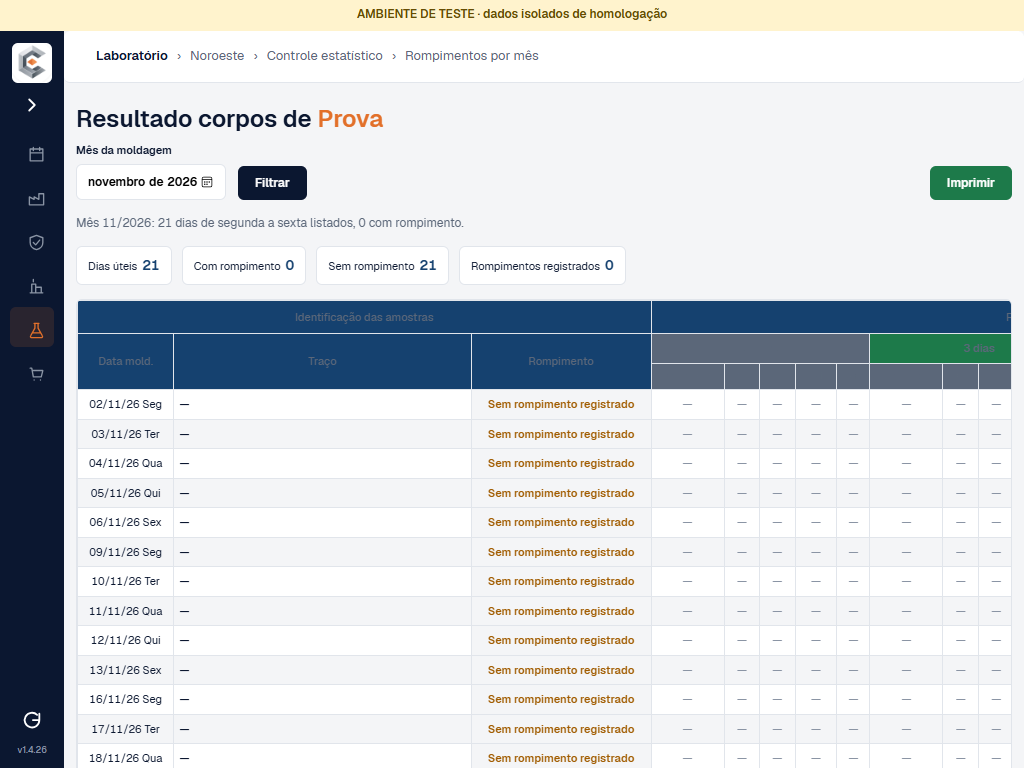 AMBIENTE DE TESTE · dados isolados de homologação
Laboratório › Noroeste › Controle estatístico › Rompimentos por mês
Resultado corpos de Prova
Mês da moldagem
novembro de 2026
Filtrar
Imprimir
Mês 11/2026: 21 dias de segunda a sexta listados, 0 com rompimento.
Dias úteis 21
Com rompimento 0
Sem rompimento 21
Rompimentos registrados 0
Identificação das amostras
Data mold. Traço Rompimento 3 dias
02/11/26 Seg — Sem rompimento registrado — — — — — — — —
03/11/26 Ter — Sem rompimento registrado — — — — — — — —
04/11/26 Qua — Sem rompimento registrado — — — — — — — —
05/11/26 Qui — Sem rompimento registrado — — — — — — — —
06/11/26 Sex — Sem rompimento registrado — — — — — — — —
09/11/26 Seg — Sem rompimento registrado — — — — — — — —
10/11/26 Ter — Sem rompimento registrado — — — — — — — —
11/11/26 Qua — Sem rompimento registrado — — — — — — — —
12/11/26 Qui — Sem rompimento registrado — — — — — — — —
13/11/26 Sex — Sem rompimento registrado — — — — — — — —
16/11/26 Seg — Sem rompimento registrado — — — — — — — —
17/11/26 Ter — Sem rompimento registrado — — — — — — — —
18/11/26 Qua — Sem rompimento registrado — — — — — — — —
v1.4.26